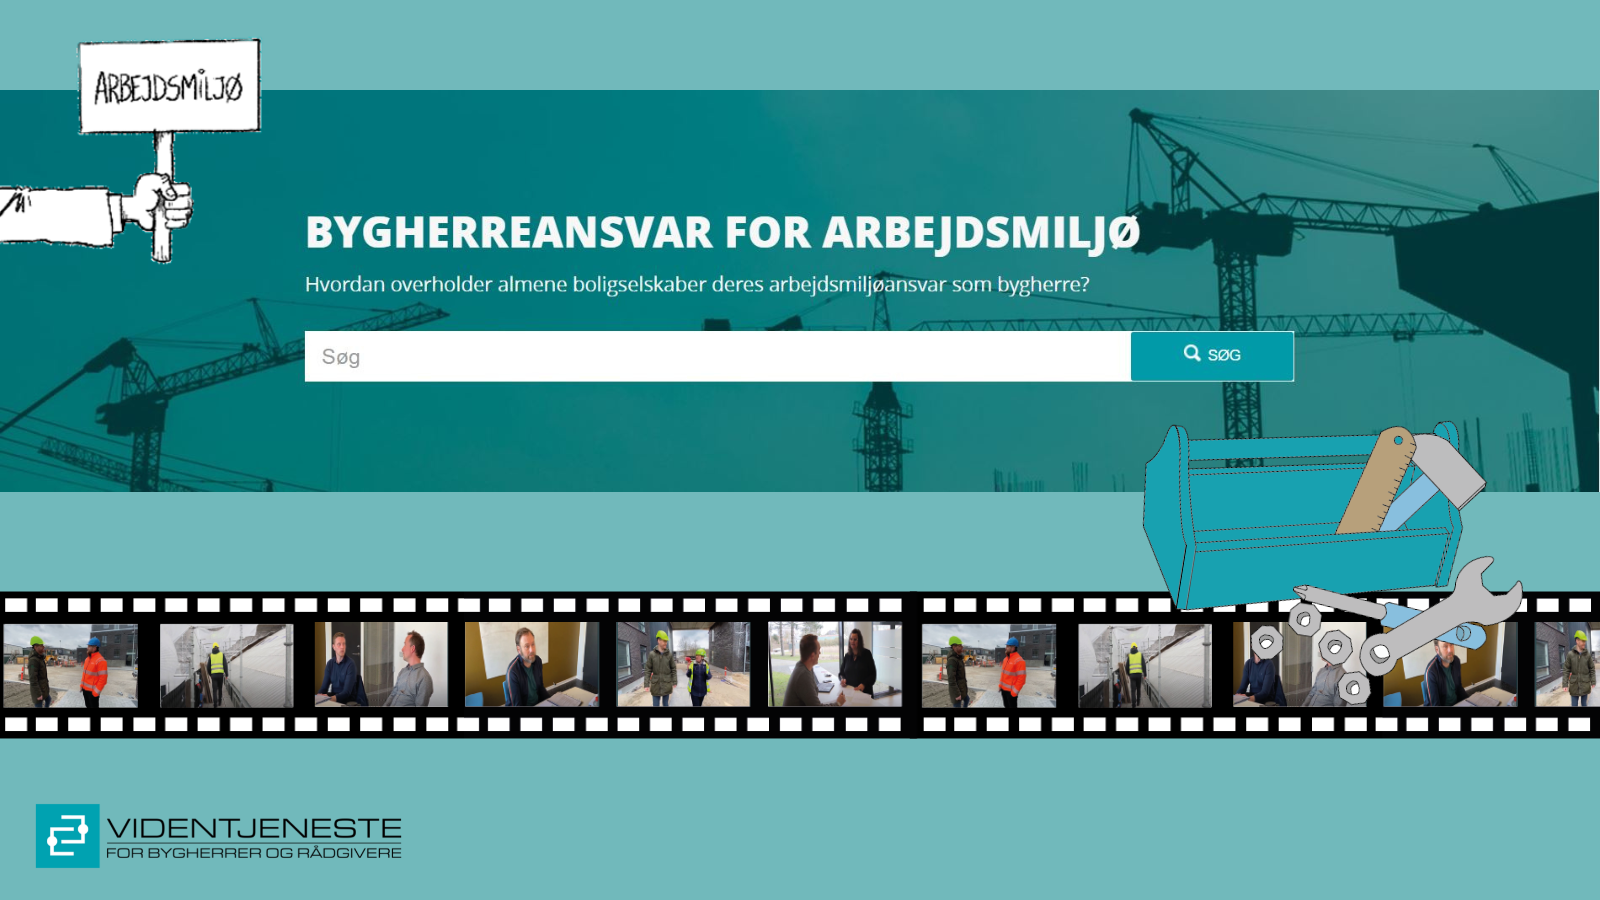 ARBEJDSMiLJØ
BYGHERREANSVAR FOR ARBEJDSMILJØ
Hvordan overholder almene boligselskaber deres arbejdsmiljøansvar som bygherre?
Søg
SØG
VIDENTJENESTE
FOR BYGHERRER OG RÅDGIVERE